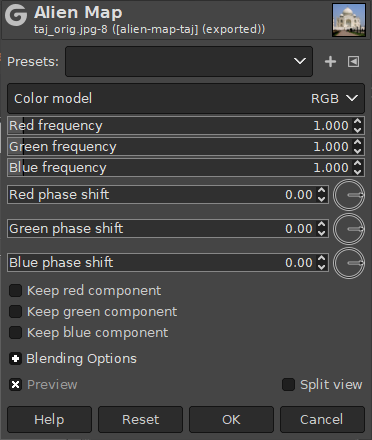 Alien Map
taj_orig.jpg-8 ([alien-map-taj] (exported))
Presets:
Color model RGB
Red frequency 1.000
Green frequency 1.000
Blue frequency 1.000
Red phase shift 0.00
Green phase shift 0.00
Blue phase shift 0.00
Keep red component
Keep green component
Keep blue component
Blending Options
Preview Split view
Help Reset OK Cancel